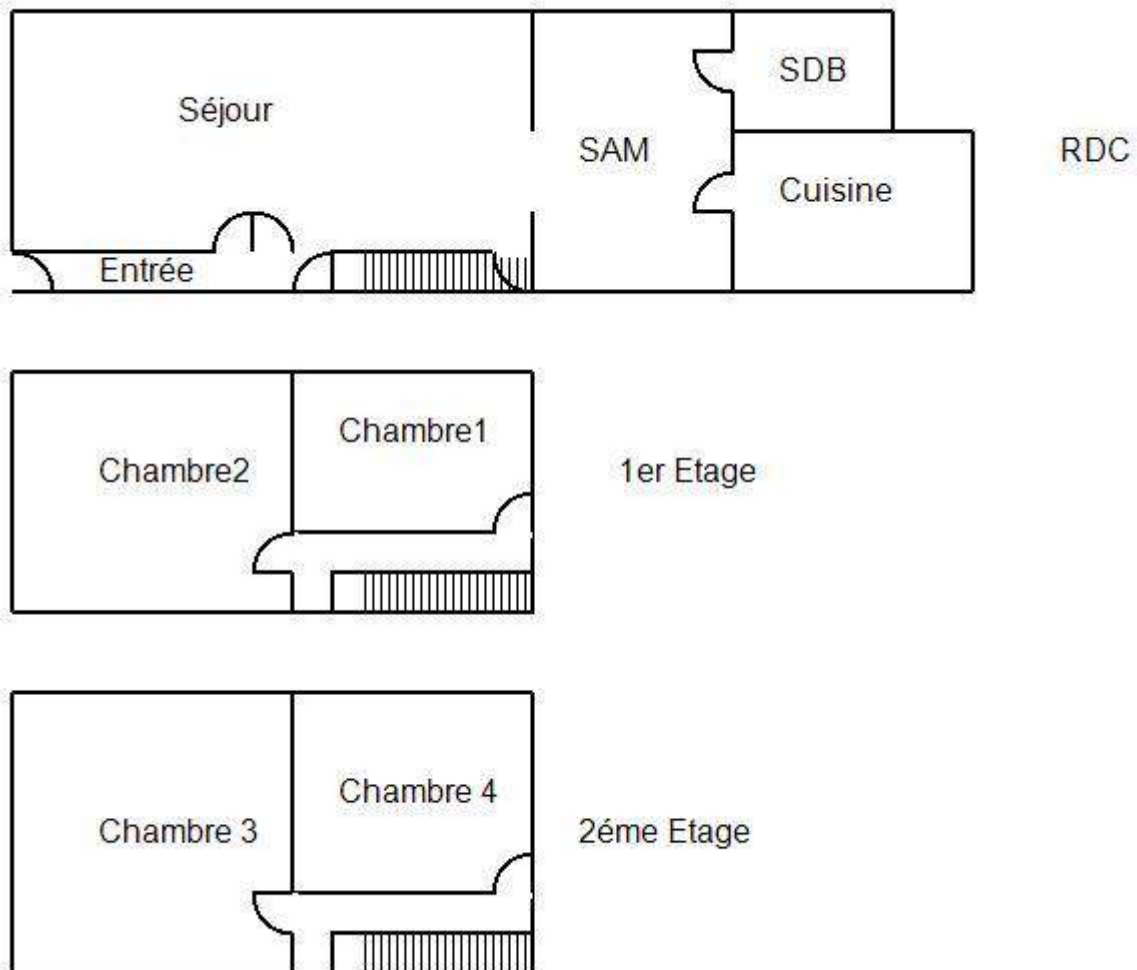 Séjour
SDB
SAM
RDC
Cuisine
Entrée
Chambre1
Chambre2
1er Etage
Chambre 4
Chambre 3
2éme Etage